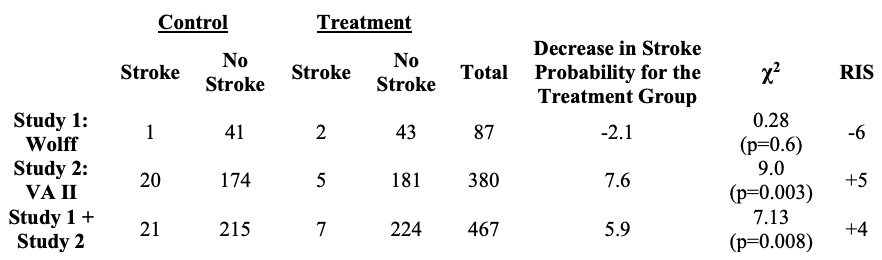 Control Treatment
Stroke No Stroke Stroke No Stroke Total Decrease in Stroke Probability for the Treatment Group χ² RIS
Study 1: Wolff 1 41 2 43 87 -2.1 0.28 (p=0.6) -6
Study 2: VA II 20 174 5 181 380 7.6 9.0 (p=0.003) +5
Study 1 + Study 2 21 215 7 224 467 5.9 7.13 (p=0.008) +4